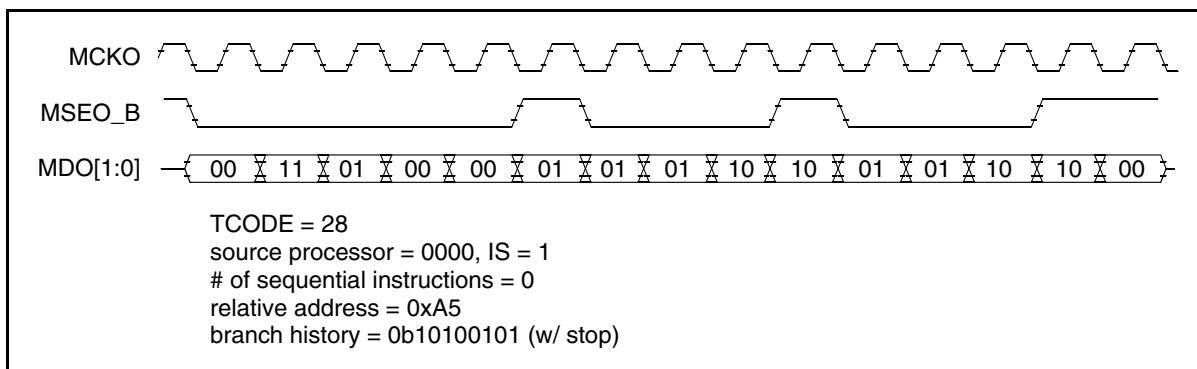 MCKO
MSEO_B
MDO[1:0] 00 11 01 00 00 01 01 01 10 10 01 01 10 10 00
TCODE = 28
source processor = 0000, IS = 1
# of sequential instructions = 0
relative address = 0xA5
branch history = 0b10100101 (w/ stop)